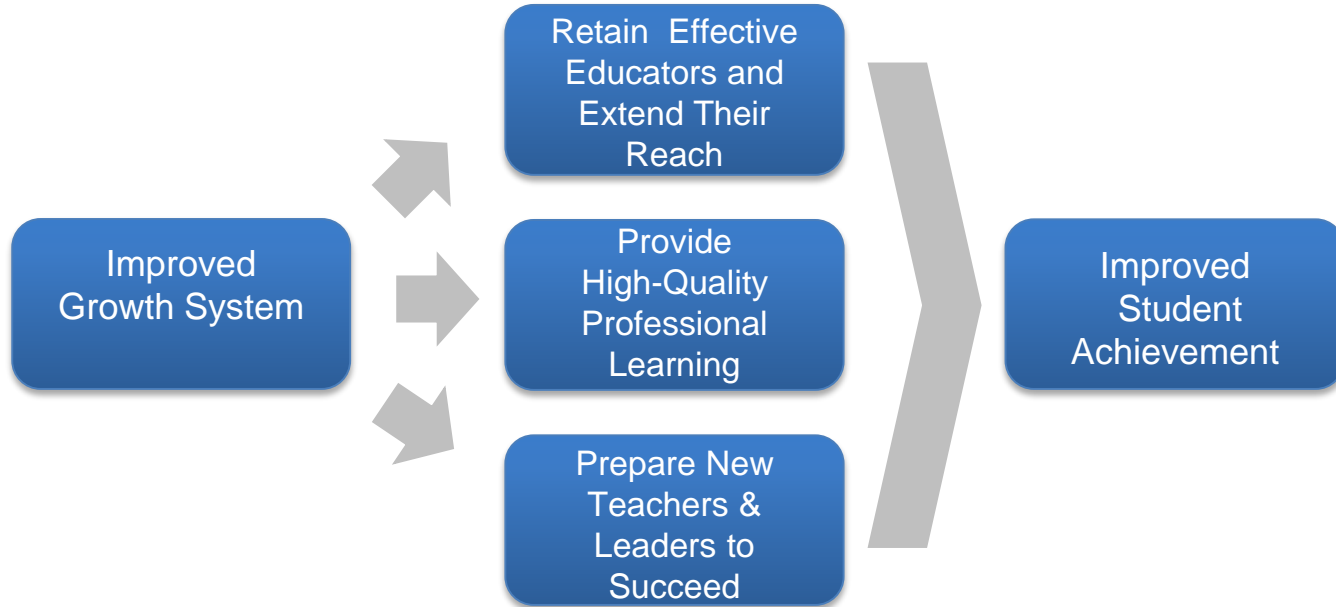 Improved
Growth System
Retain  Effective
Educators and
Extend Their
Reach
Provide
High-Quality
Professional
Learning
Prepare New
Teachers &
Leaders to
Succeed
Improved
Student
Achievement